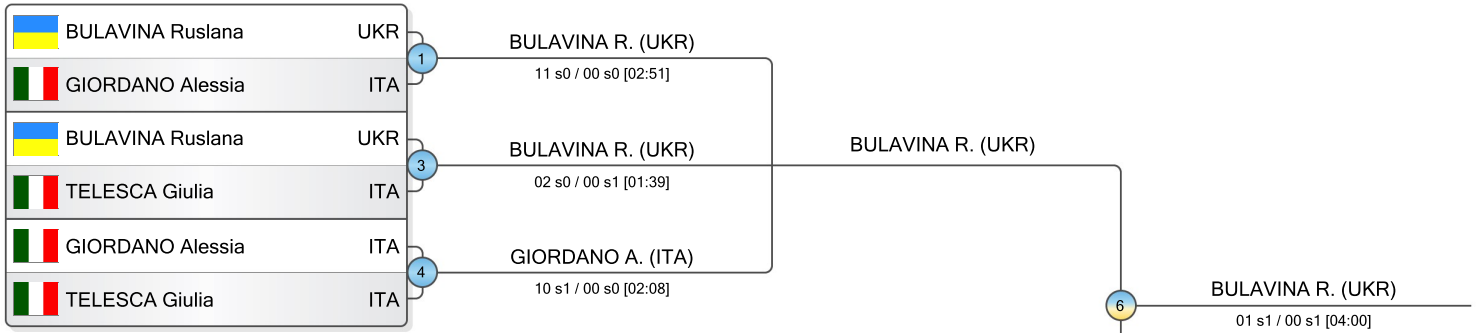 BULAVINA Ruslana UKR
GIORDANO Alessia ITA
1
BULAVINA R. (UKR)
11 s0 / 00 s0 [02:51]
BULAVINA Ruslana UKR
TELESCA Giulia ITA
3
BULAVINA R. (UKR)
02 s0 / 00 s1 [01:39]
GIORDANO Alessia ITA
TELESCA Giulia ITA
4
GIORDANO A. (ITA)
10 s1 / 00 s0 [02:08]
BULAVINA R. (UKR)
6
BULAVINA R. (UKR)
01 s1 / 00 s1 [04:00]